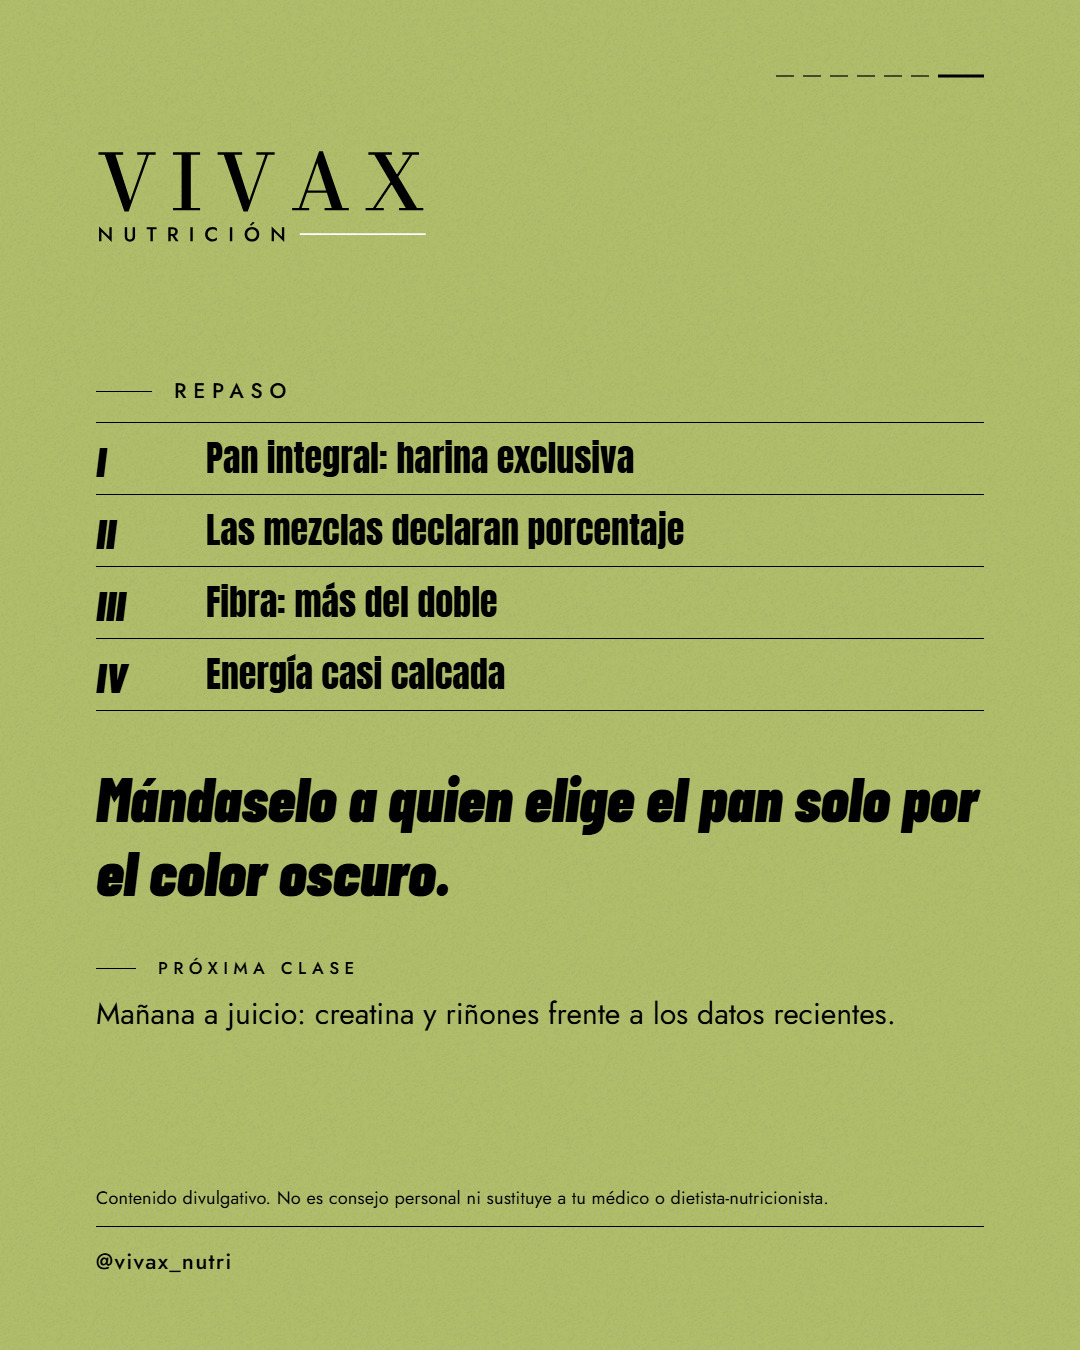 VIVAX
NUTRICIÓN
REPASO
I Pan integral: harina exclusiva
II Las mezclas declaran porcentaje
III Fibra: más del doble
IV Energía casi calcada
Mándaselo a quien elige el pan solo por
el color oscuro.
PRÓXIMA CLASE
Mañana a juicio: creatina y riñones frente a los datos recientes.
Contenido divulgativo. No es consejo personal ni sustituye a tu médico o dietista-nutricionista.
@vivax_nutri